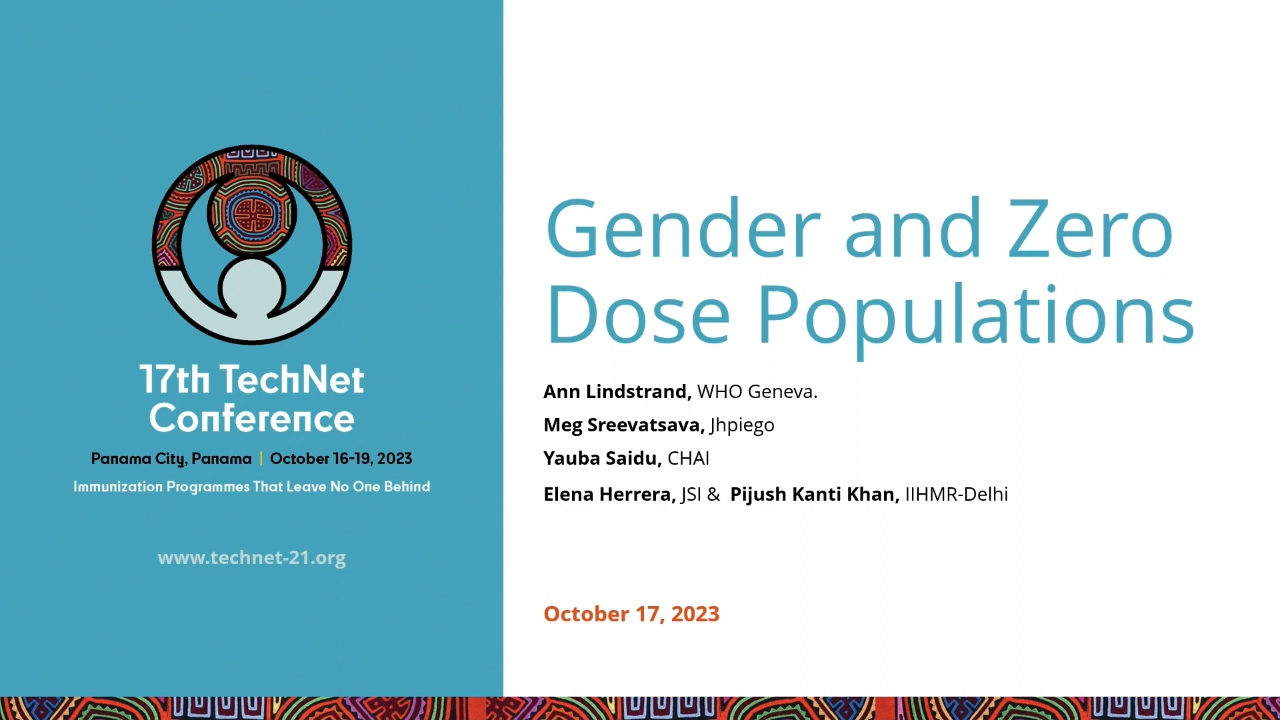 17th TechNet
Conference
Panama City, Panama | October 16-19, 2023
Immunization Programmes That Leave No One Behind
www.technet-21.org
Gender and Zero
Dose Populations
Ann Lindstrand, WHO Geneva.
Meg Sreevatsava, Jhpiego
Yauba Saidu, CHAI
Elena Herrera, JSI & Pijush Kanti Khan, IIHMR-Delhi
October 17, 2023